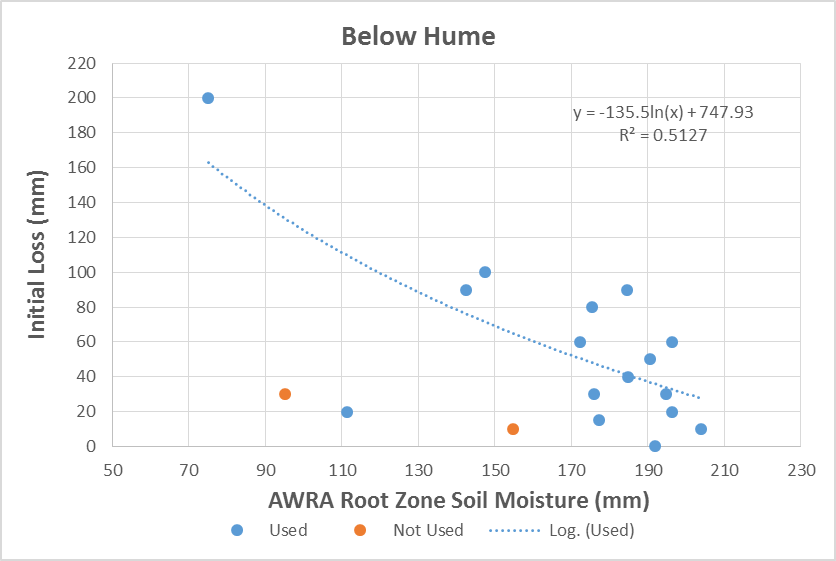 Below Hume
220
200
180
160
140
120
100
80
60
40
20
0
y = -135.5ln(x) + 747.93
R² = 0.5127
Initial Loss (mm)
50 70 90 110 130 150 170 190 210 230
AWRA Root Zone Soil Moisture (mm)
Used Not Used Log. (Used)